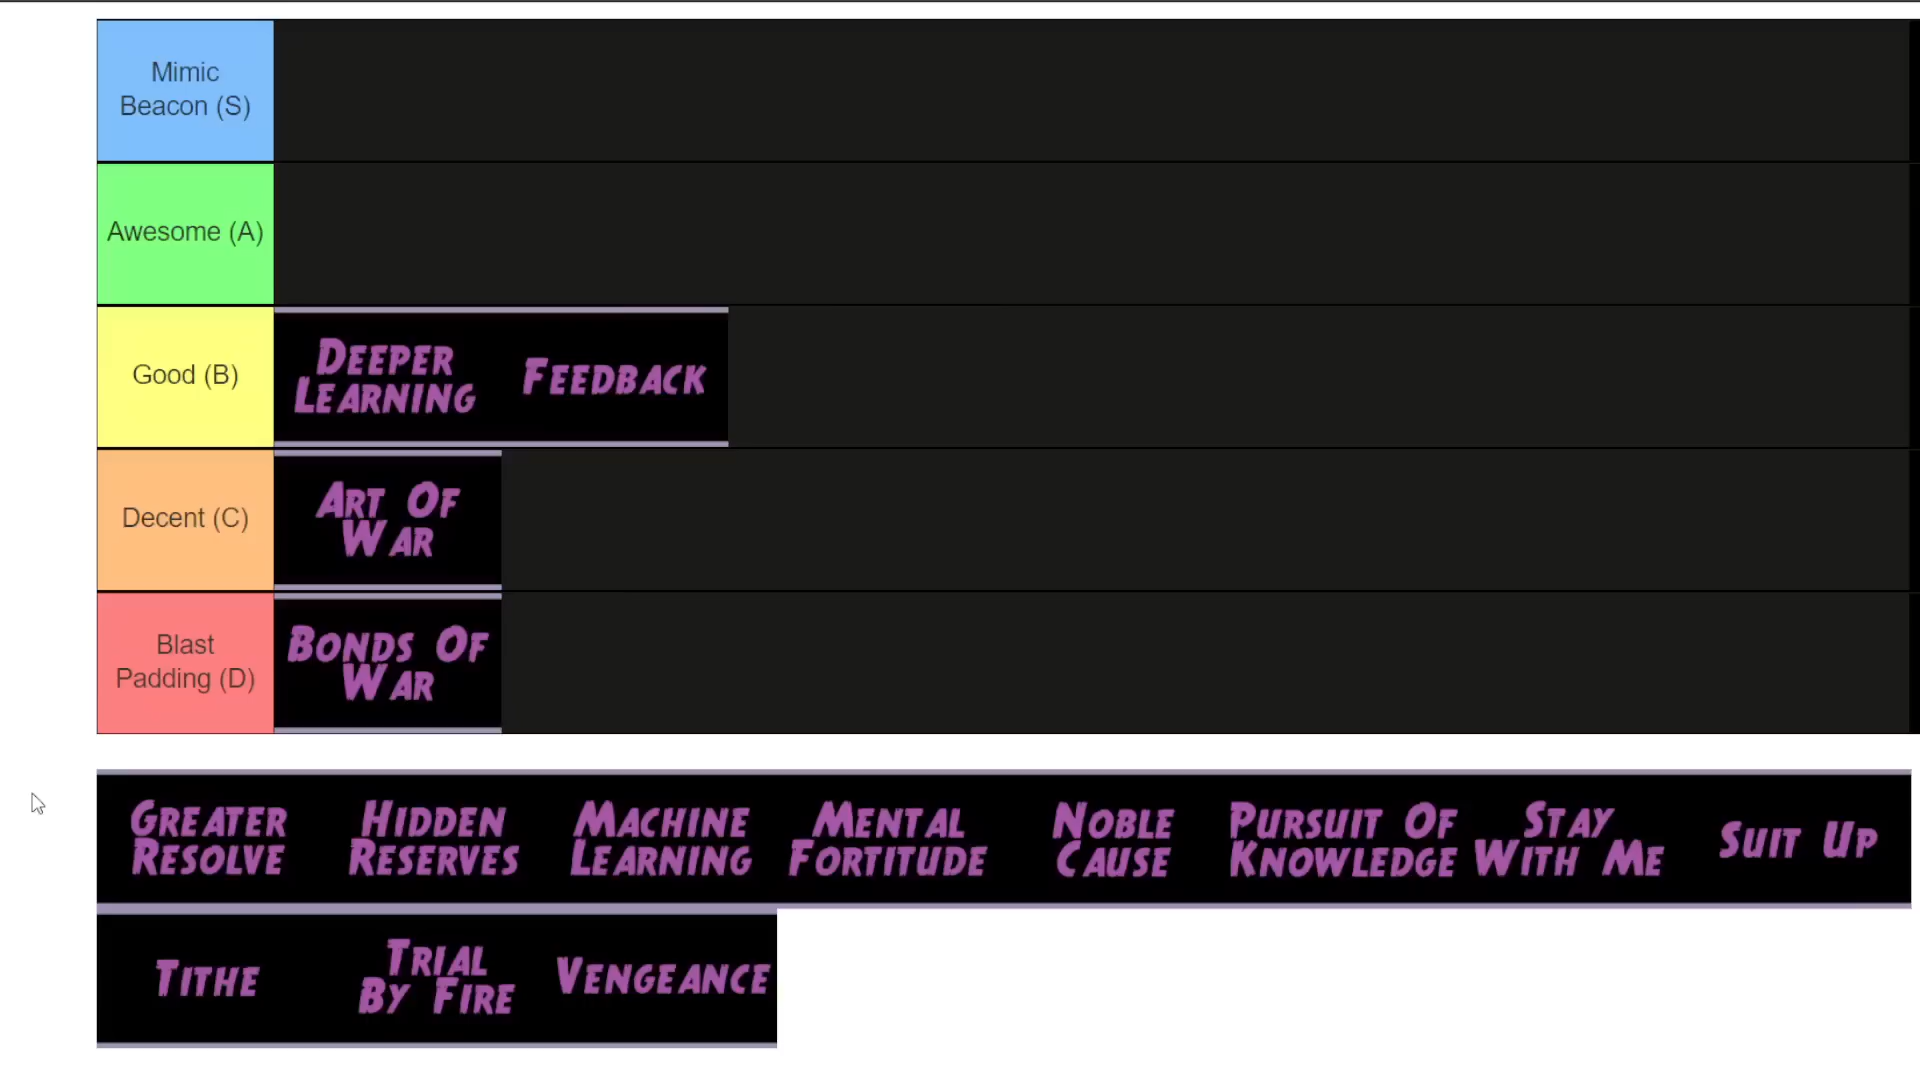 Mimic
Beacon (S)
Awesome (A)
Good (B)
DEEPER
LEARNING
FEEDBACK
Decent (C)
ART OF
WAR
Blast
Padding (D)
BONDS OF
WAR
GREATER
RESOLVE
HIDDEN
RESERVES
MACHINE
LEARNING
MENTAL
FORTITUDE
NOBLE
CAUSE
PURSUIT OF
KNOWLEDGE
STAY
WITH ME
SUIT UP
TITHE
TRIAL
BY FIRE
VENGEANCE